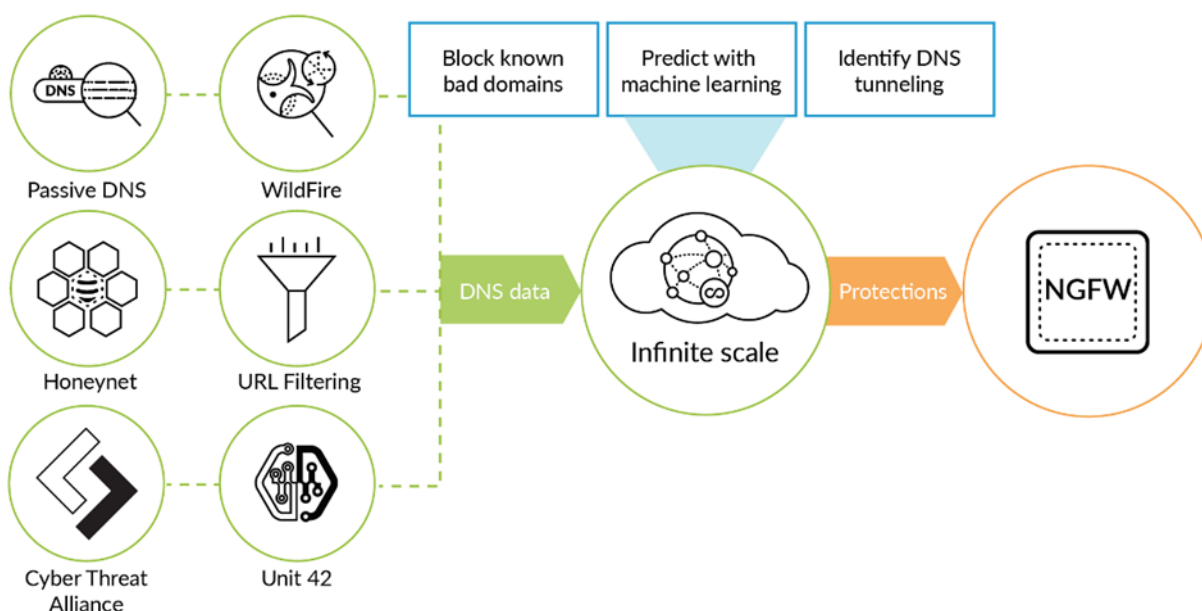 Block known
bad domains
Predict with
machine learning
Identify DNS
tunneling
DNS
Passive DNS
WildFire
Honeynet
URL Filtering
Cyber Threat
Alliance
Unit 42
DNS data
Infinite scale
Protections
NGFW